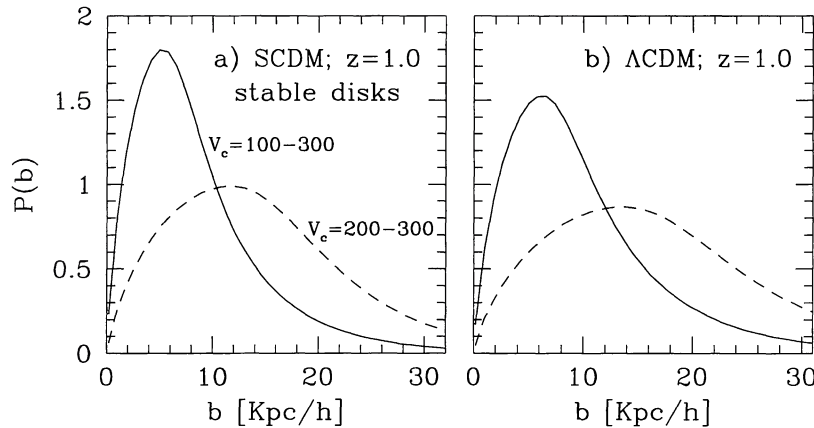 2
1.5
1
0.5
0
P(b)
a) SCDM; z=1.0
stable disks
V_c=100−300
V_c=200−300
0
10
20
30
b [Kpc/h]
b) ΛCDM; z=1.0
0
10
20
30
b [Kpc/h]